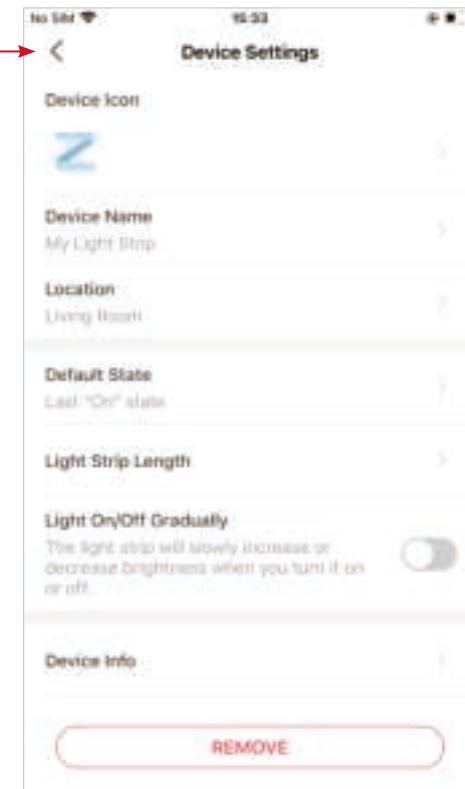 No SIM 15:33
Device Settings
Device Icon
Device Name
My Light Strip
Location
Living Room
Default State
Last "On" state
Light Strip Length
Light On/Off Gradually
The light strip will slowly increase or
decrease brightness when you turn it on
or off.
Device Info
REMOVE